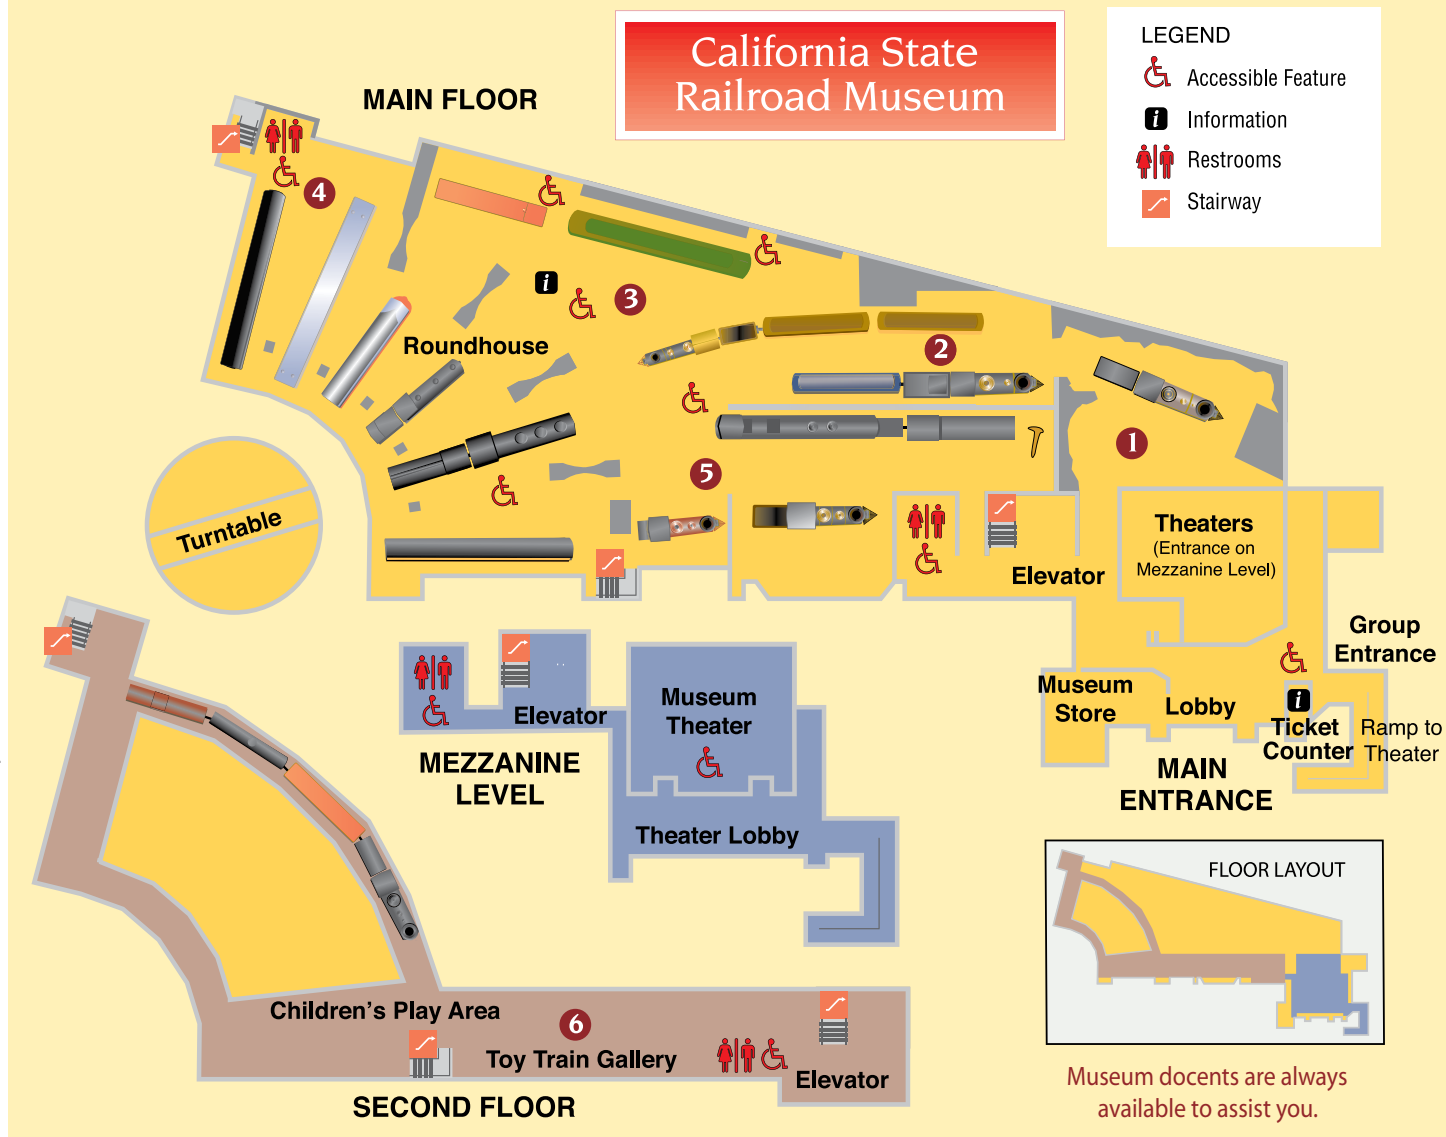 California State
Railroad Museum
LEGEND
Accessible Feature
i Information
Restrooms
Stairway
MAIN FLOOR
4
i
3
Roundhouse
2
1
5
Turntable
Theaters
(Entrance on
Mezzanine Level)
Elevator
Group
Entrance
Museum
Store
Lobby
i
Ticket
Counter
Ramp to
Theater
MAIN
ENTRANCE
Elevator
Museum
Theater
MEZZANINE
LEVEL
Theater Lobby
FLOOR LAYOUT
Children's Play Area
6
Toy Train Gallery
Elevator
SECOND FLOOR
Museum docents are always
available to assist you.